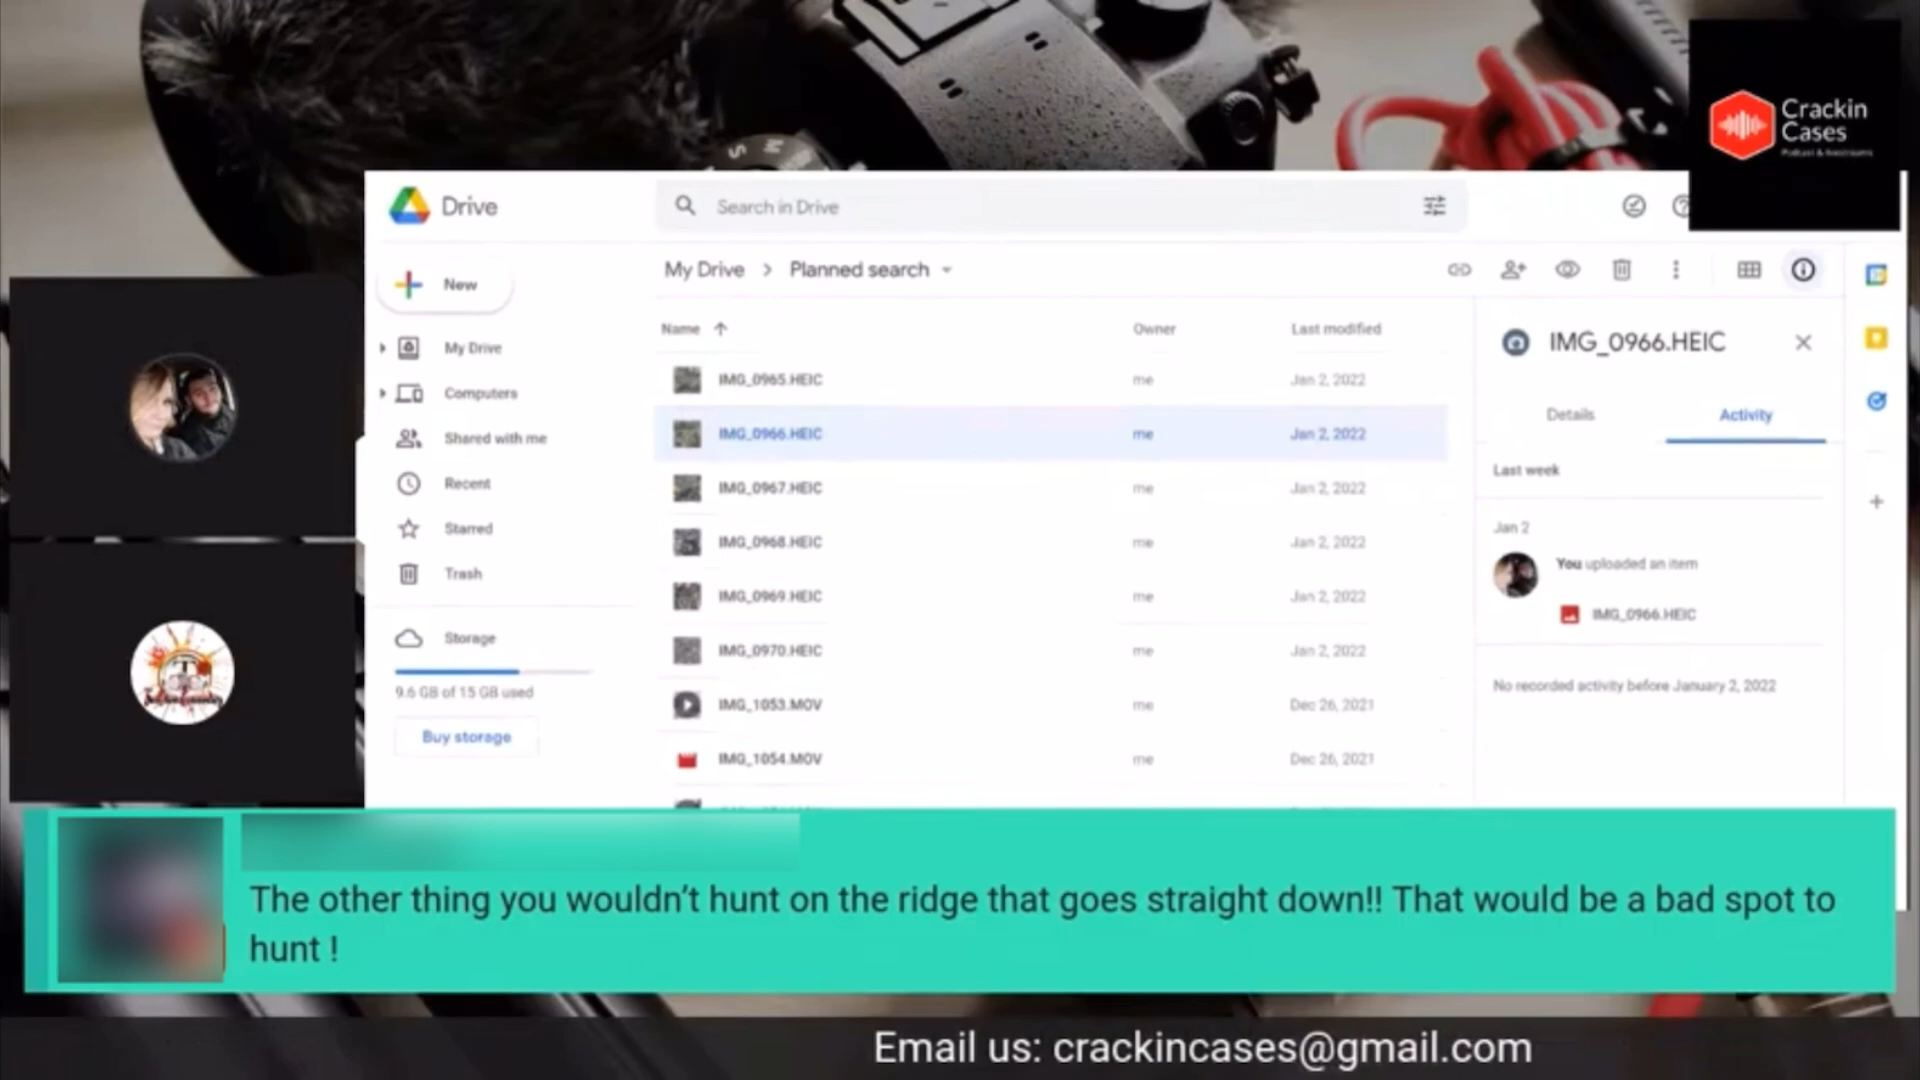 Crackin
Cases
Drive
Search in Drive
My Drive > Planned search
New
My Drive
Computers
Shared with me
Recent
Starred
Trash
Storage
9.6 GB of 15 GB used
Buy storage
Name Owner Last modified
IMG_0965.HEIC me Jan 2, 2022
IMG_0966.HEIC me Jan 2, 2022
IMG_0967.HEIC me Jan 2, 2022
IMG_0968.HEIC me Jan 2, 2022
IMG_0969.HEIC me Jan 2, 2022
IMG_0970.HEIC me Jan 2, 2022
IMG_1053.MOV me Dec 26, 2021
IMG_1054.MOV me Dec 26, 2021
IMG_0966.HEIC
Details Activity
Last week
Jan 2
You uploaded an item
IMG_0966.HEIC
No recorded activity before January 2, 2022
The other thing you wouldn’t hunt on the ridge that goes straight down!! That would be a bad spot to
hunt !
Email us: crackincases@gmail.com